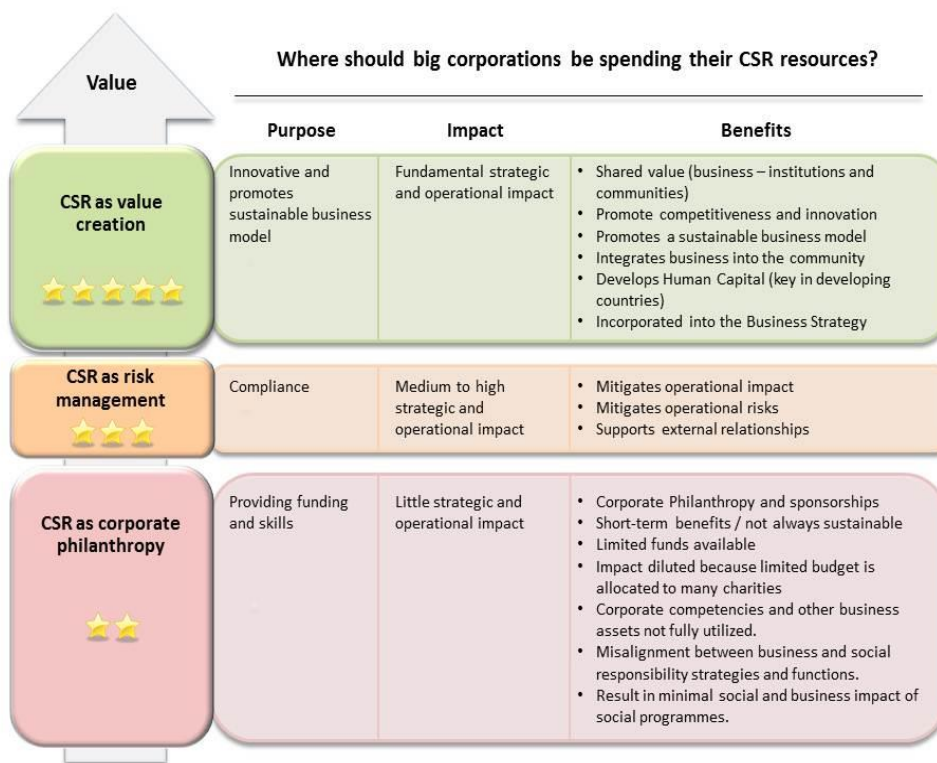 Value
Where should big corporations be spending their CSR resources?
Purpose
Impact
Benefits
CSR as value
creation
Innovative and
promotes
sustainable business
model
Fundamental strategic
and operational impact
• Shared value (business – institutions and
communities)
• Promote competitiveness and innovation
• Promotes a sustainable business model
• Integrates business into the community
• Develops Human Capital (key in developing
countries)
• Incorporated into the Business Strategy
CSR as risk
management
Compliance
Medium to high
strategic and
operational impact
• Mitigates operational impact
• Mitigates operational risks
• Supports external relationships
CSR as corporate
philanthropy
Providing funding
and skills
Little strategic and
operational impact
• Corporate Philanthropy and sponsorships
• Short-term benefits / not always sustainable
• Limited funds available
• Impact diluted because limited budget is
allocated to many charities
• Corporate competencies and other business
assets not fully utilized.
• Misalignment between business and social
responsibility strategies and functions.
• Result in minimal social and business impact of
social programmes.